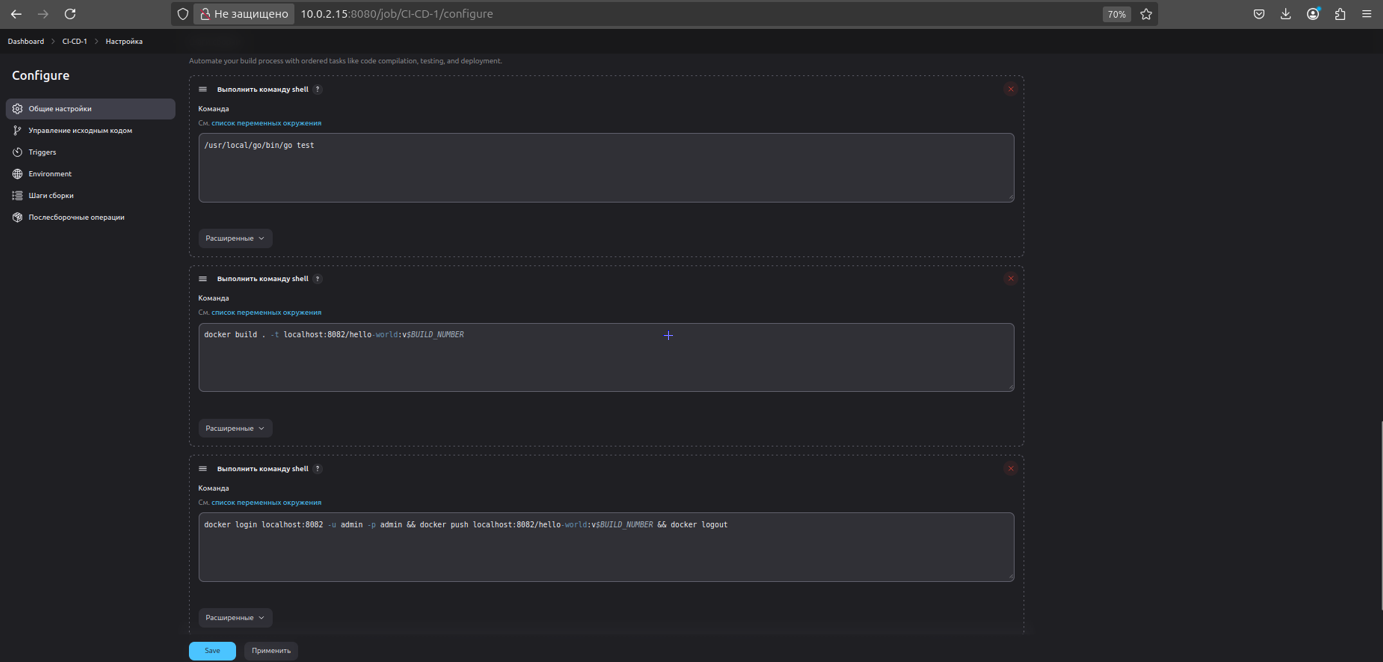 Не защищено
10.0.2.15:8080/job/CI-CD-1/configure
70%
Dashboard > CI-CD-1 > Настройка
Configure
Общие настройки
Управление исходным кодом
Triggers
Environment
Шаги сборки
Послесборочные операции
Automate your build process with ordered tasks like code compilation, testing, and deployment.
Выполнить команду shell ?
Команда
См. список переменных окружения
/usr/local/go/bin/go test
Расширенные
Выполнить команду shell ?
Команда
См. список переменных окружения
docker build . -t localhost:8082/hello-world:v$BUILD_NUMBER
Расширенные
Выполнить команду shell ?
Команда
См. список переменных окружения
docker login localhost:8082 -u admin -p admin && docker push localhost:8082/hello-world:v$BUILD_NUMBER && docker logout
Расширенные
Save
Применить